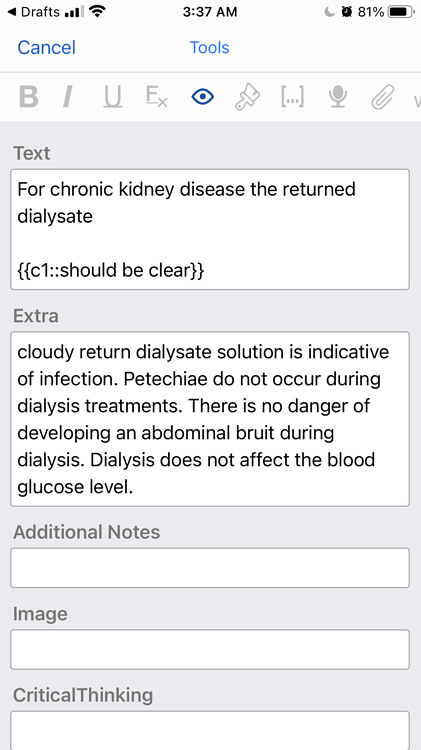 Drafts 3:37 AM 81%
Cancel Tools
B I U Fx [...]
Text
For chronic kidney disease the returned
dialysate
{{c1::should be clear}}
Extra
cloudy return dialysate solution is indicative
of infection. Petechiae do not occur during
dialysis treatments. There is no danger of
developing an abdominal bruit during
dialysis. Dialysis does not affect the blood
glucose level.
Additional Notes
Image
CriticalThinking